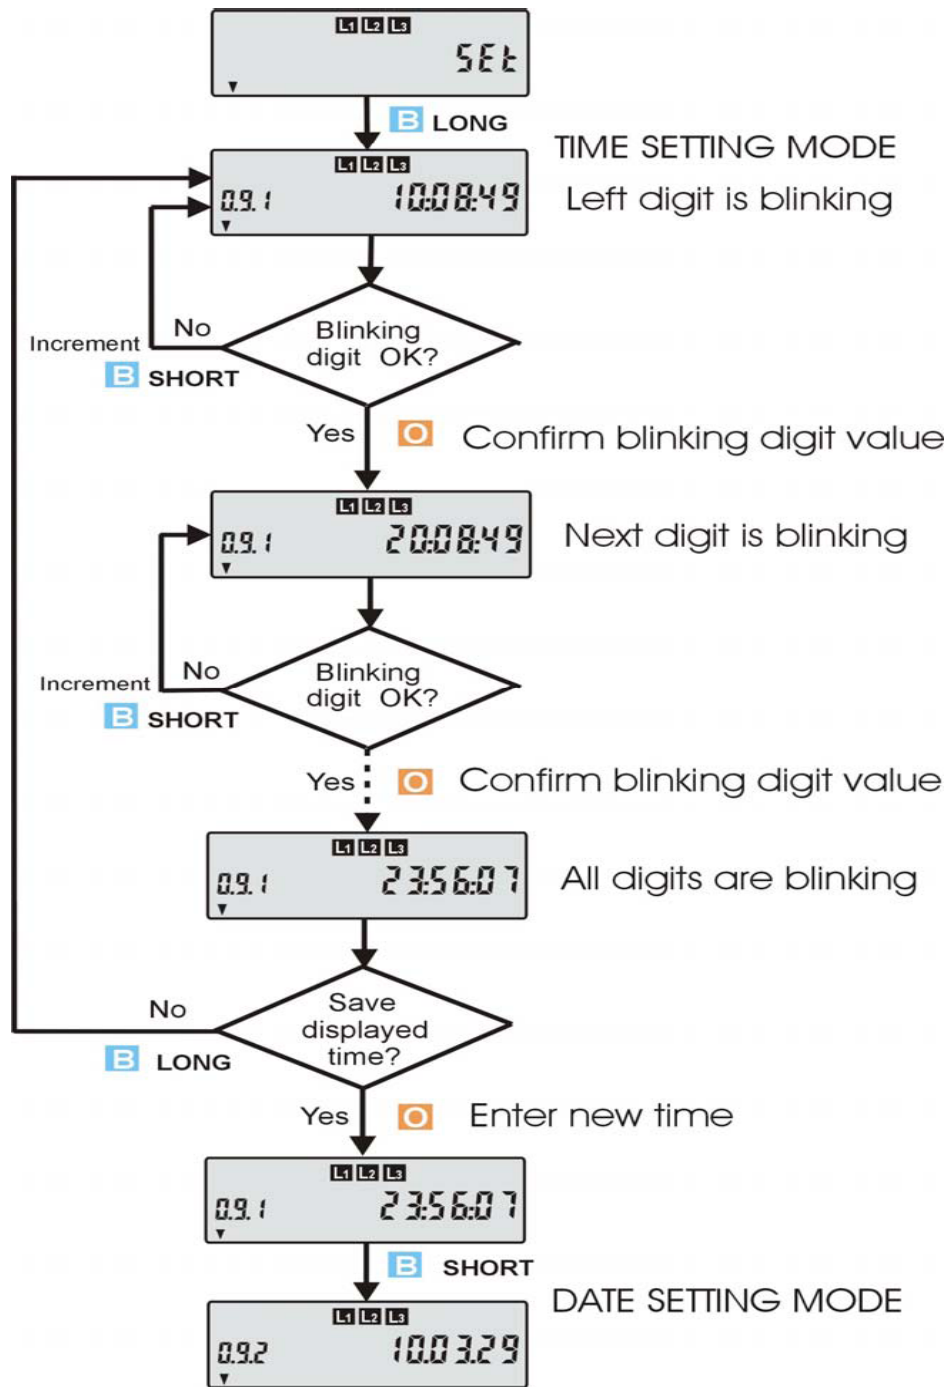 L1 L2 L3
SEt
B LONG
TIME SETTING MODE
L1 L2 L3
0.9.1 10:08:49
Left digit is blinking
No
Blinking
digit OK?
Increment
B SHORT
Yes O Confirm blinking digit value
L1 L2 L3
0.9.1 20:08:49
Next digit is blinking
No
Blinking
digit OK?
Increment
B SHORT
Yes O Confirm blinking digit value
L1 L2 L3
0.9.1 23:56:07
All digits are blinking
No
Save
displayed
time?
B LONG
Yes O Enter new time
L1 L2 L3
0.9.1 23:56:07
B SHORT
DATE SETTING MODE
L1 L2 L3
0.9.2 10.03.29